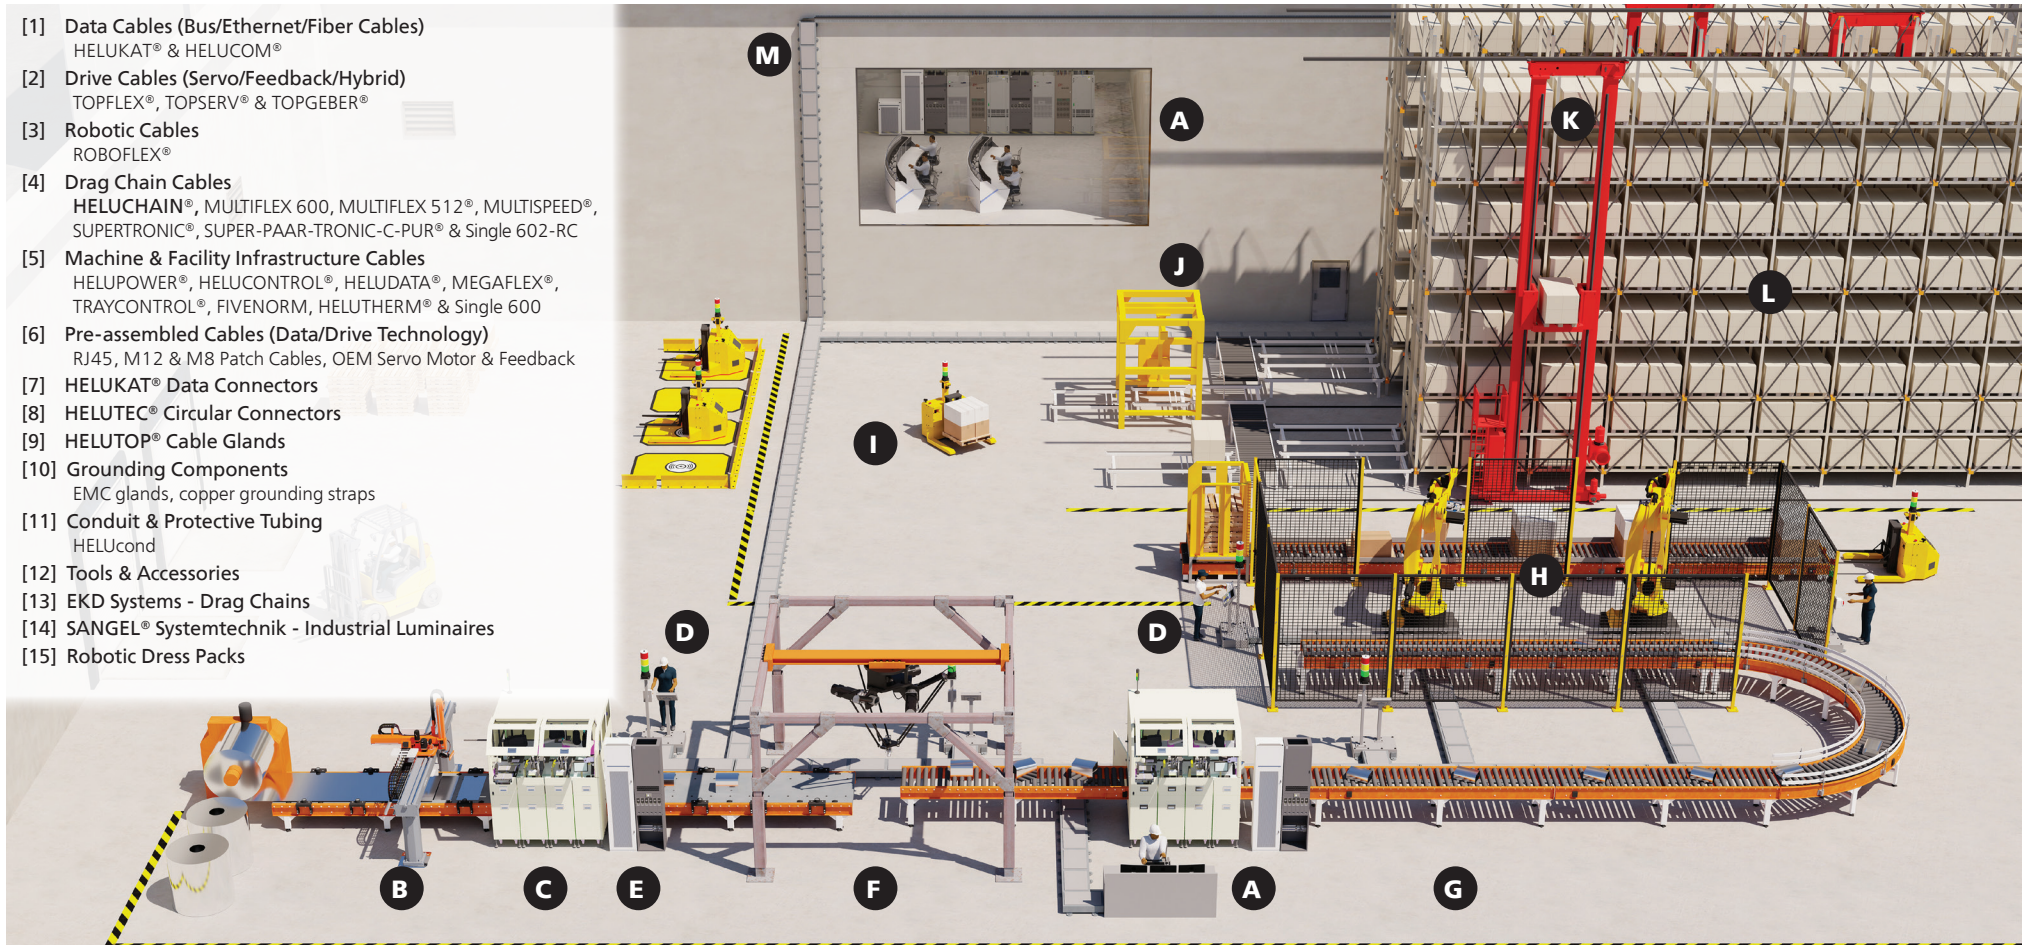 [1] Data Cables (Bus/Ethernet/Fiber Cables)
HELUKAT® & HELUCOM®
[2] Drive Cables (Servo/Feedback/Hybrid)
TOPFLEX®, TOPSERV® & TOPGEBER®
[3] Robotic Cables
ROBOFLEX®
[4] Drag Chain Cables
HELUCHAIN®, MULTIFLEX 600, MULTIFLEX 512®, MULTISPEED®,
SUPERTRONIC®, SUPER-PAAR-TRONIC-C-PUR® & Single 602-RC
[5] Machine & Facility Infrastructure Cables
HELUPOWER®, HELUCONTROL®, HELUDATA®, MEGAFLEX®,
TRAYCONTROL®, FIVENORM, HELUTHERM® & Single 600
[6] Pre-assembled Cables (Data/Drive Technology)
RJ45, M12 & M8 Patch Cables, OEM Servo Motor & Feedback
[7] HELUKAT® Data Connectors
[8] HELUTEC® Circular Connectors
[9] HELUTOP® Cable Glands
[10] Grounding Components
EMC glands, copper grounding straps
[11] Conduit & Protective Tubing
HELUcond
[12] Tools & Accessories
[13] EKD Systems - Drag Chains
[14] SANGEL® Systemtechnik - Industrial Luminaires
[15] Robotic Dress Packs
M
A
K
J
L
I
H
D
D
B
C
E
F
A
G